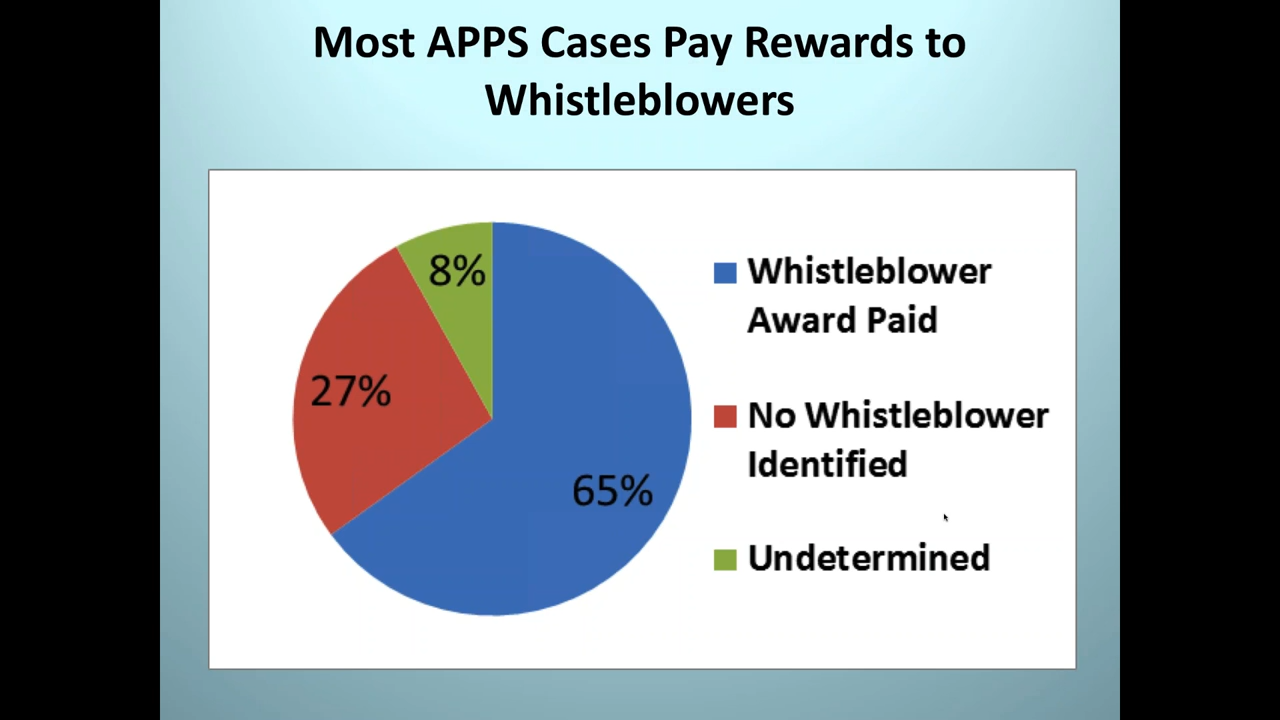 Most APPS Cases Pay Rewards to
Whistleblowers
8%
27%
65%
Whistleblower
Award Paid
No Whistleblower
Identified
Undetermined